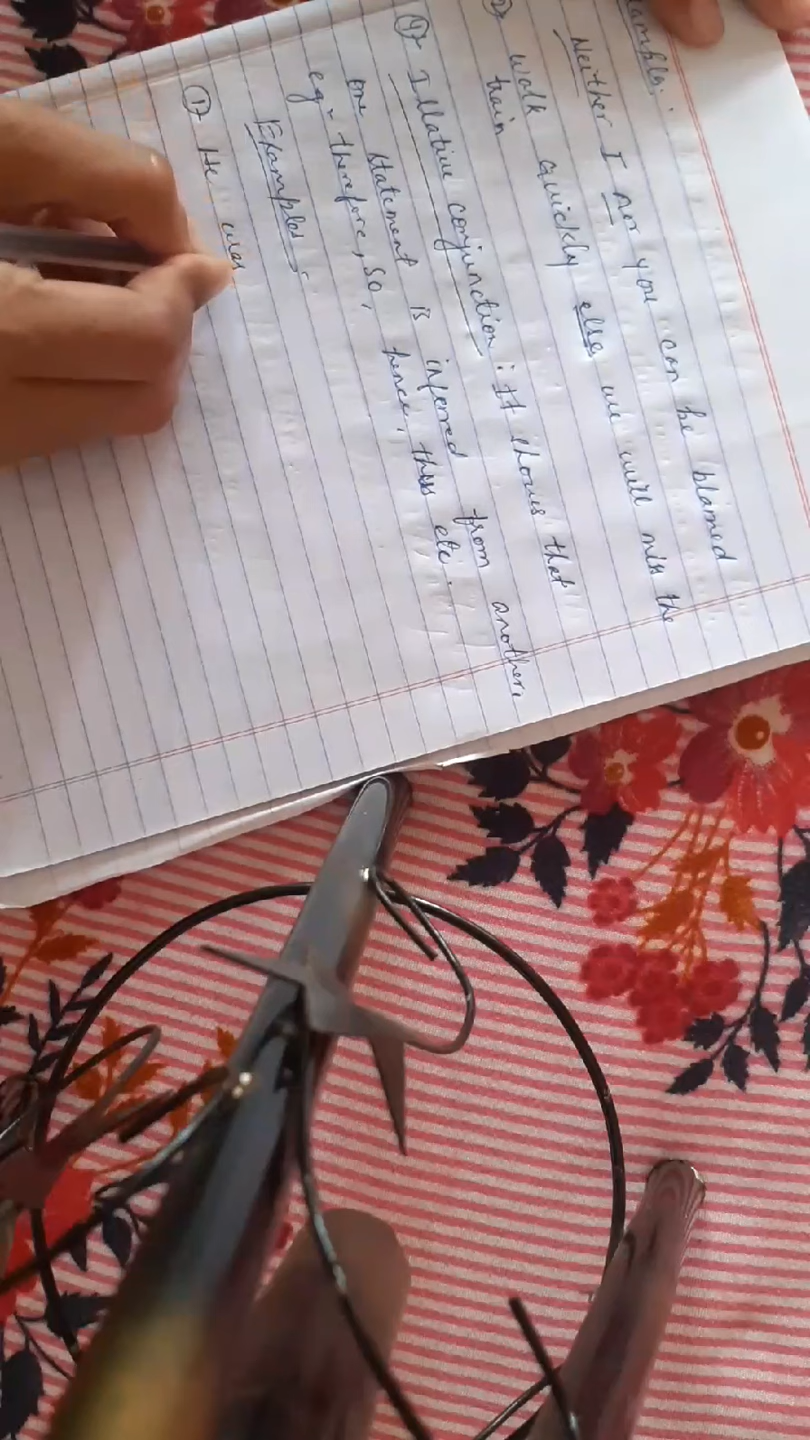 Example:
Neither I nor you can be blamed
② Walk quickly else we will miss the
train
④ Illative conjunction : It shows that
one statement is inferred from another.
eg. therefore, so, hence, thus etc.
Examples:-
① He was